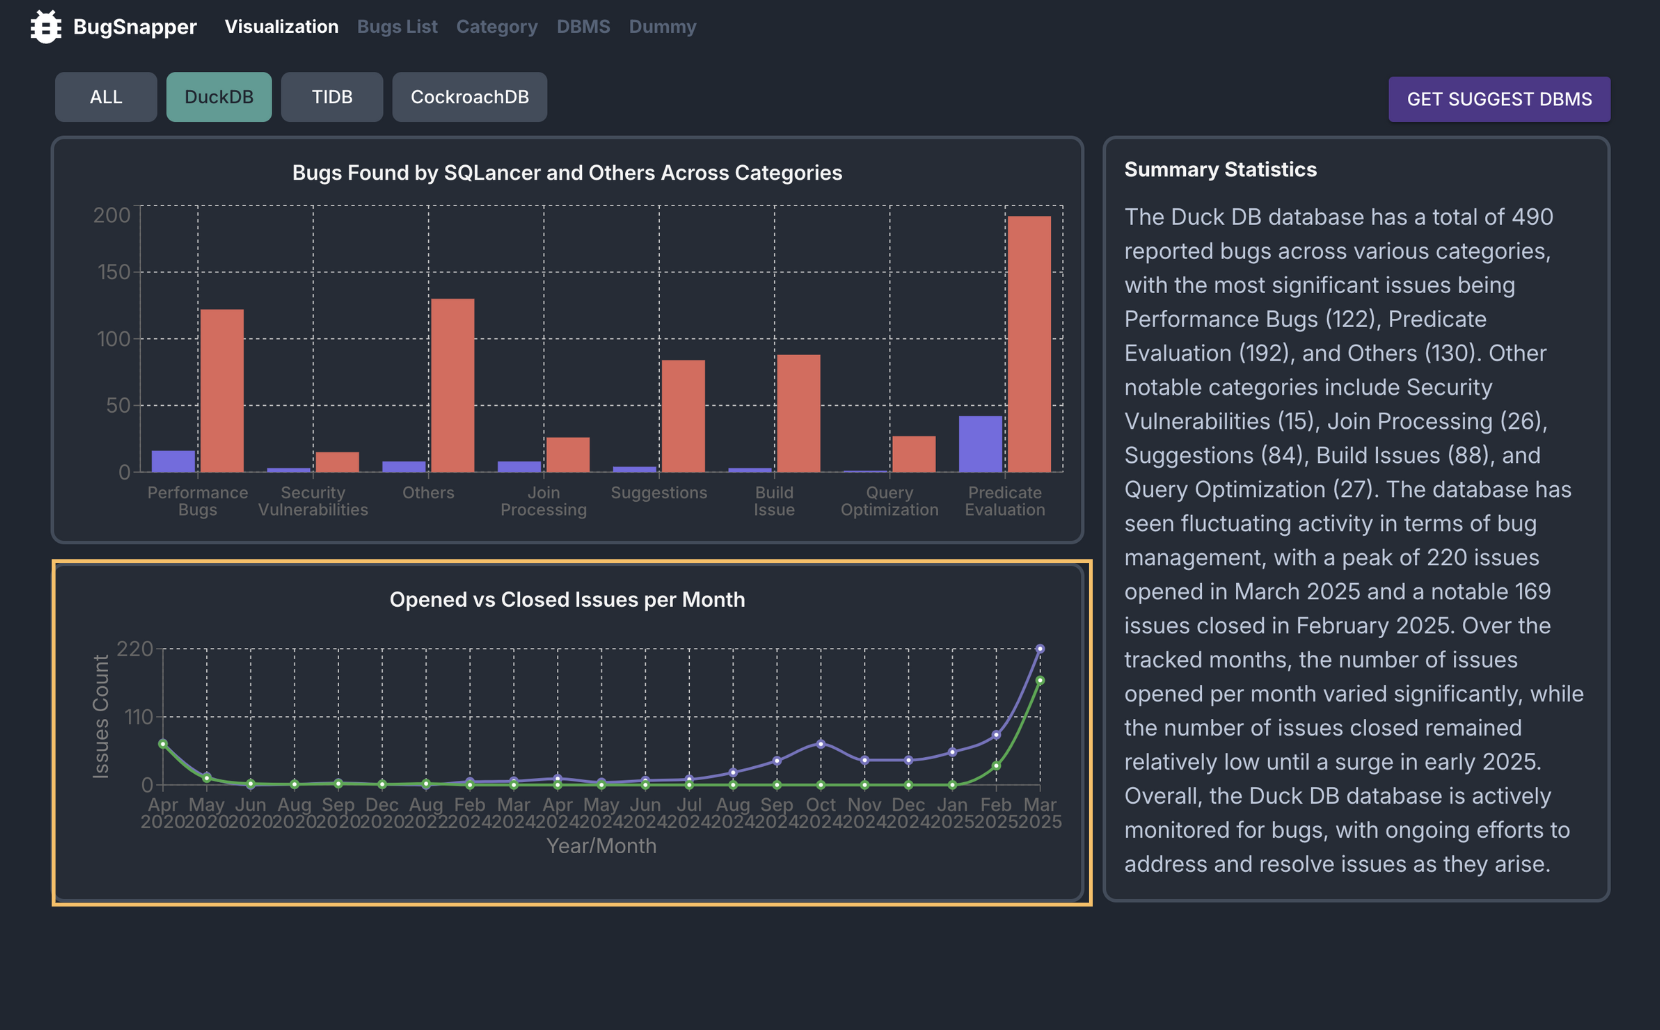 BugSnapper Visualization Bugs List Category DBMS Dummy
ALL DuckDB TIDB CockroachDB
GET SUGGEST DBMS
Bugs Found by SQLancer and Others Across Categories
200
150
100
50
0
Performance Bugs
Security Vulnerabilities
Others
Join Processing
Suggestions
Build Issue
Query Optimization
Predicate Evaluation
Opened vs Closed Issues per Month
Issues Count
220
110
0
Apr May Jun Aug Sep Dec Aug Feb Mar Apr May Jun Jul Aug Sep Oct Nov Dec Jan Feb Mar
2020 2020 2020 2020 2020 2020 2022 2024 2024 2024 2024 2024 2024 2024 2024 2024 2024 2024 2025 2025 2025
Year/Month
Summary Statistics
The Duck DB database has a total of 490
reported bugs across various categories,
with the most significant issues being
Performance Bugs (122), Predicate
Evaluation (192), and Others (130). Other
notable categories include Security
Vulnerabilities (15), Join Processing (26),
Suggestions (84), Build Issues (88), and
Query Optimization (27). The database has
seen fluctuating activity in terms of bug
management, with a peak of 220 issues
opened in March 2025 and a notable 169
issues closed in February 2025. Over the
tracked months, the number of issues
opened per month varied significantly, while
the number of issues closed remained
relatively low until a surge in early 2025.
Overall, the Duck DB database is actively
monitored for bugs, with ongoing efforts to
address and resolve issues as they arise.